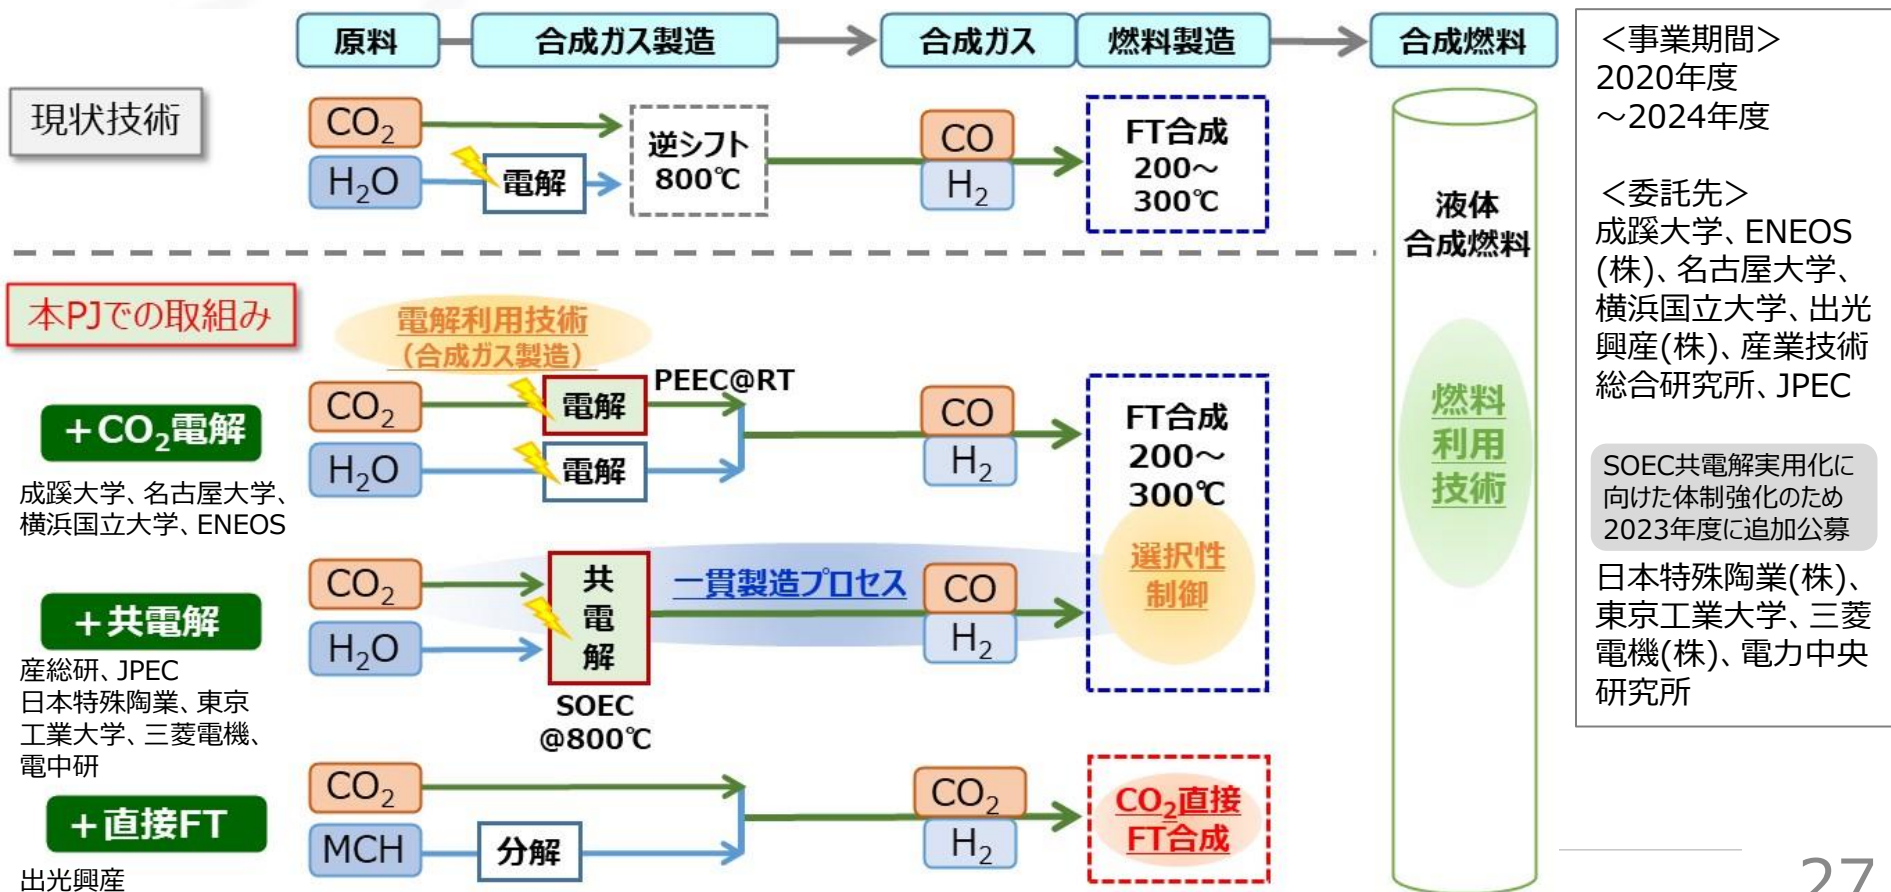 原料
合成ガス製造
合成ガス
燃料製造
合成燃料
現状技術
CO₂
H₂O
電解
逆シフト
800℃
CO
H₂
FT合成
200～
300℃
液体
合成燃料
本PJでの取組み
電解利用技術
（合成ガス製造）
＋CO₂電解
成蹊大学、名古屋大学、
横浜国立大学、ENEOS
CO₂
H₂O
電解
電解
PEEC@RT
CO
H₂
FT合成
200～
300℃
選択性
制御
燃料
利用
技術
＋共電解
産総研、JPEC
日本特殊陶業、東京
工業大学、三菱電機、
電中研
CO₂
H₂O
共
電
解
SOEC
@800℃
一貫製造プロセス
CO
H₂
＋直接FT
出光興産
CO₂
MCH
分解
CO₂
H₂
CO₂直接
FT合成
＜事業期間＞
2020年度
～2024年度
＜委託先＞
成蹊大学、ENEOS
(株)、名古屋大学、
横浜国立大学、出光
興産(株)、産業技術
総合研究所、JPEC
SOEC共電解実用化に
向けた体制強化のため
2023年度に追加公募
日本特殊陶業(株)、
東京工業大学、三菱
電機(株)、電力中央
研究所
27